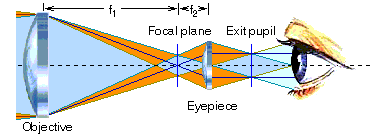 f₁
f₂
Focal plane
Exit pupil
Eyepiece
Objective